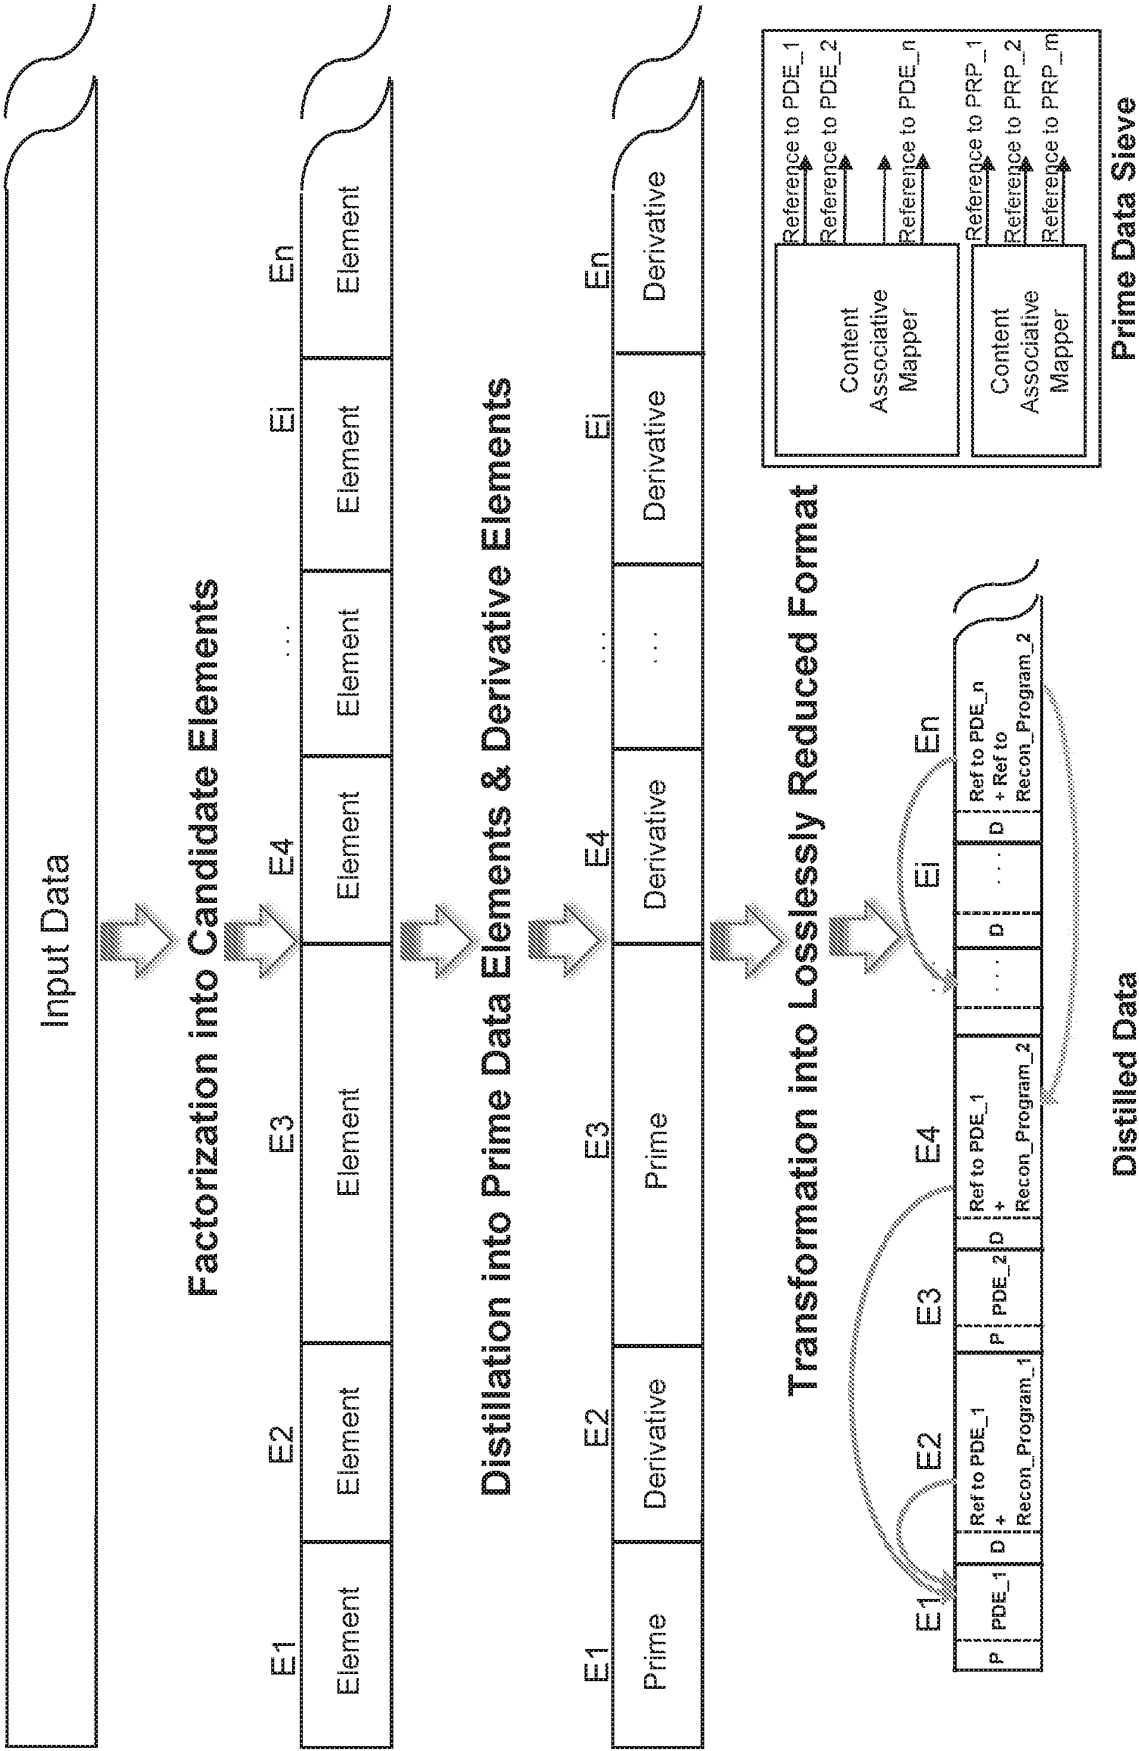 Input Data
Factorization into Candidate Elements
E1
E2
E3
E4
...
Ei
En
Element
Element
Element
Element
Element
Element
Element
Distillation into Prime Data Elements & Derivative Elements
E1
E2
E3
E4
...
Ei
En
Prime
Derivative
Prime
Derivative
...
Derivative
Derivative
Transformation into Losslessly Reduced Format
E1
E2
E3
E4
..
Ei
En
P
PDE_1
D
Ref to PDE_1
+
Recon_Program_1
P
PDE_2
D
Ref to PDE_1
+
Recon_Program_2
....
D
....
D
Ref to PDE_n
+ Ref to
Recon_Program_2
Distilled Data
Content
Associative
Mapper
Reference to PDE_1
Reference to PDE_2
Reference to PDE_n
Content
Associative
Mapper
Reference to PRP_1
Reference to PRP_2
Reference to PRP_m
Prime Data Sieve